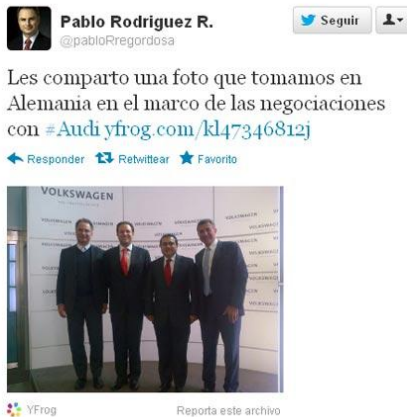 Pablo Rodriguez R.
Seguir
@pabloRregordosa
Les comparto una foto que tomamos en
Alemania en el marco de las negociaciones
con #Audi yfrog.com/kl47346812j
Responder Retwittear Favorito
VOLKSWAGEN
YFrog
Reporta este archivo